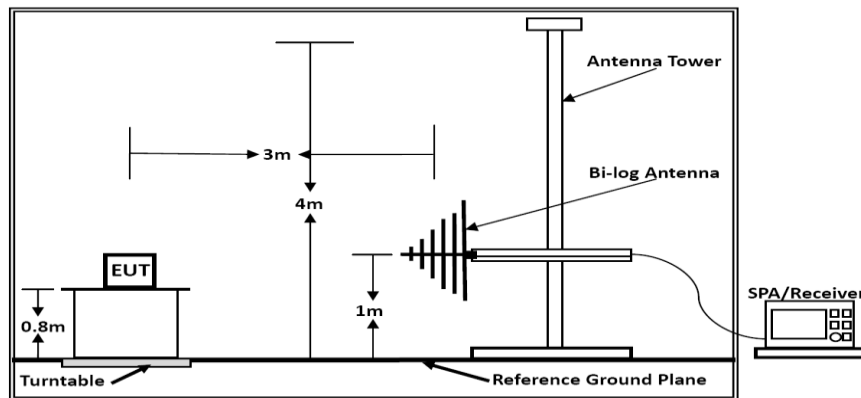 Antenna Tower
3m
Bi-log Antenna
4m
EUT
0.8m
1m
SPA/Receiver
Turntable
Reference Ground Plane